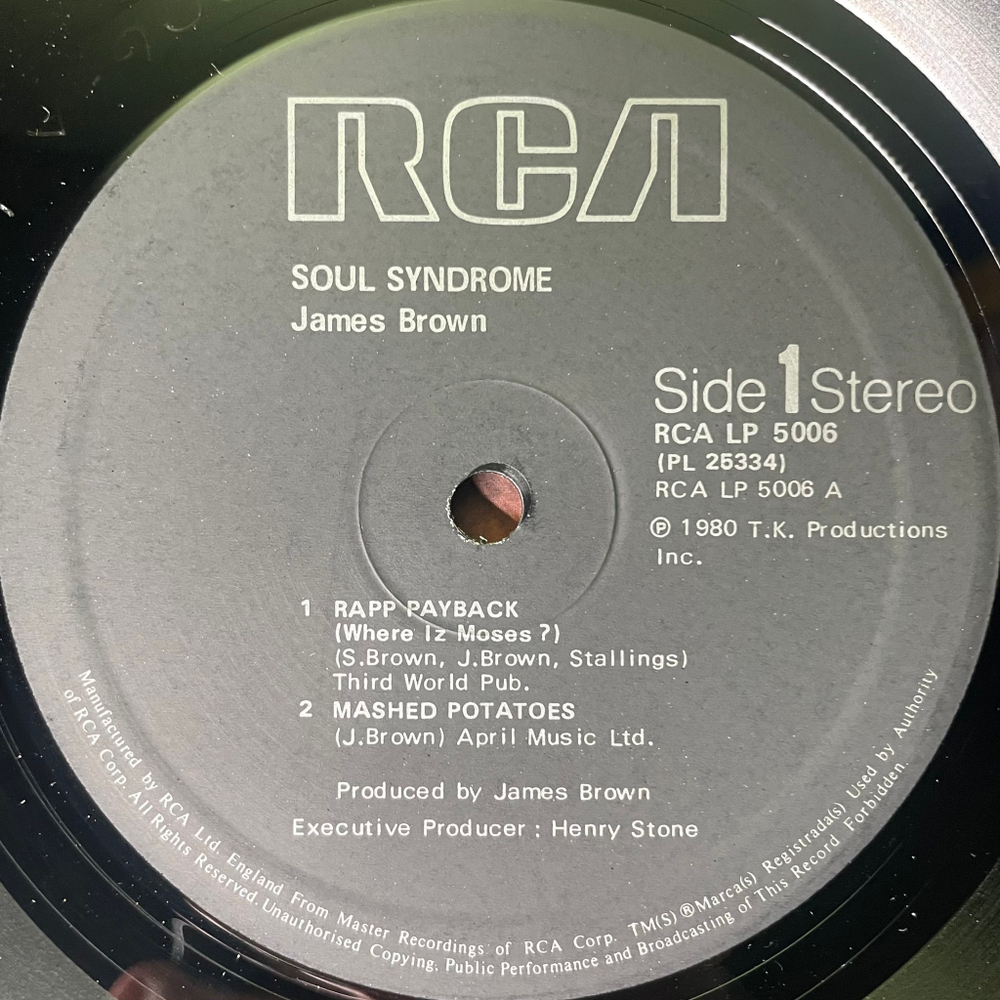 RCA
SOUL SYNDROME
James Brown
Side 1 Stereo
RCA LP 5006
(PL 25334)
RCA LP 5006 A
℗ 1980 T.K. Productions
Inc.
1 RAPP PAYBACK
(Where Iz Moses?)
(S.Brown, J.Brown, Stallings)
Third World Pub.
2 MASHED POTATOES
(J.Brown) April Music Ltd.
Produced by James Brown
Executive Producer : Henry Stone
Manufactured by RCA Ltd. England From Master Recordings of RCA Corp. TM(S) ® Marca(s) Registrada(s) Used by Authority
of RCA Corp. All Rights Reserved. Unauthorised Copying, Public Performance and Broadcasting of This Record Forbidden.